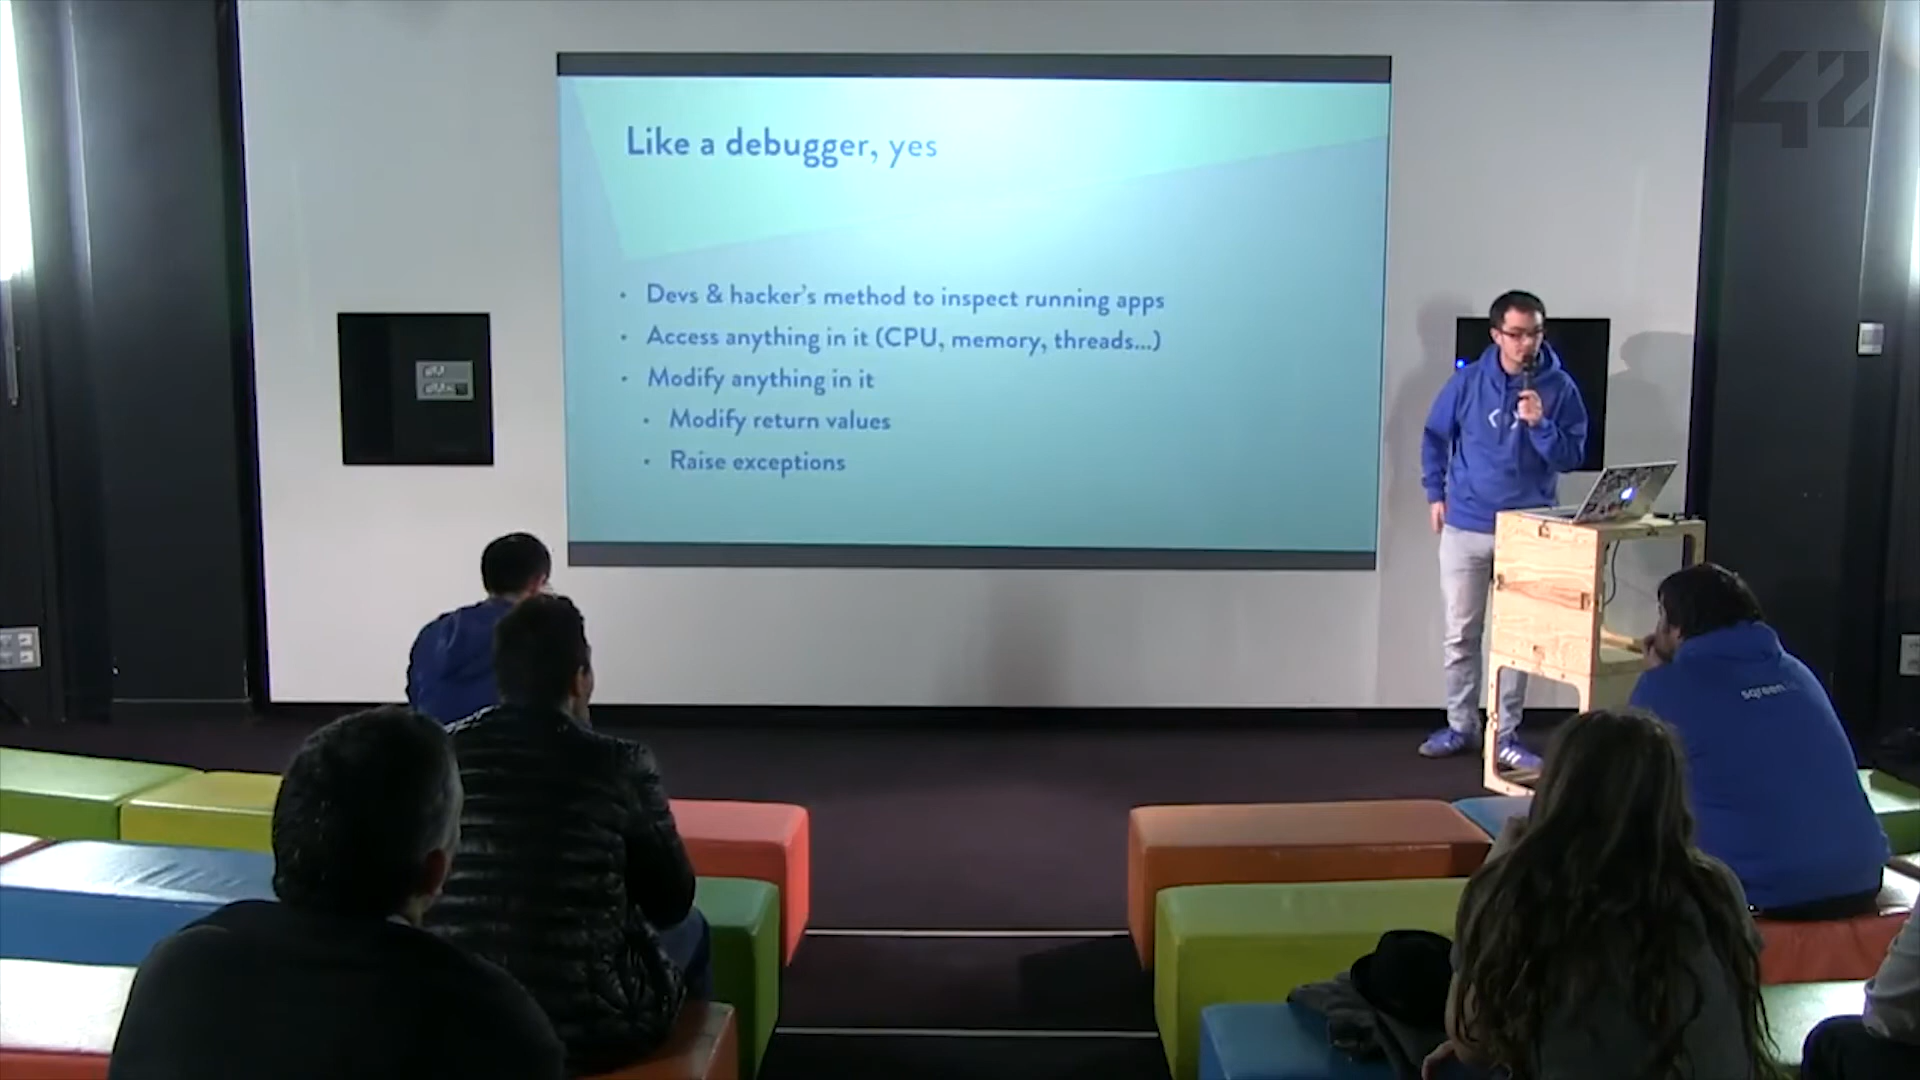 42
Like a debugger, yes
• Devs & hacker's method to inspect running apps
• Access anything in it (CPU, memory, threads...)
• Modify anything in it
• Modify return values
• Raise exceptions
sqreen